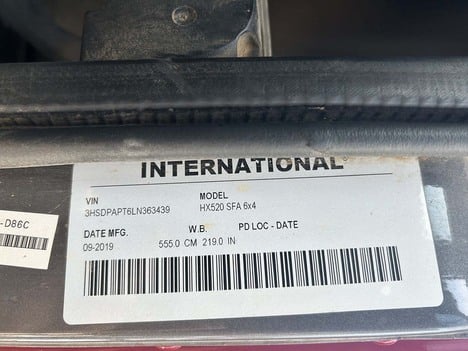 INTERNATIONAL®
VIN MODEL
3HSDPAPT6LN363439 HX520 SFA 6x4
-D86C
DATE MFG. W.B. PD LOC - DATE
09-2019 555.0 CM 219.0 IN